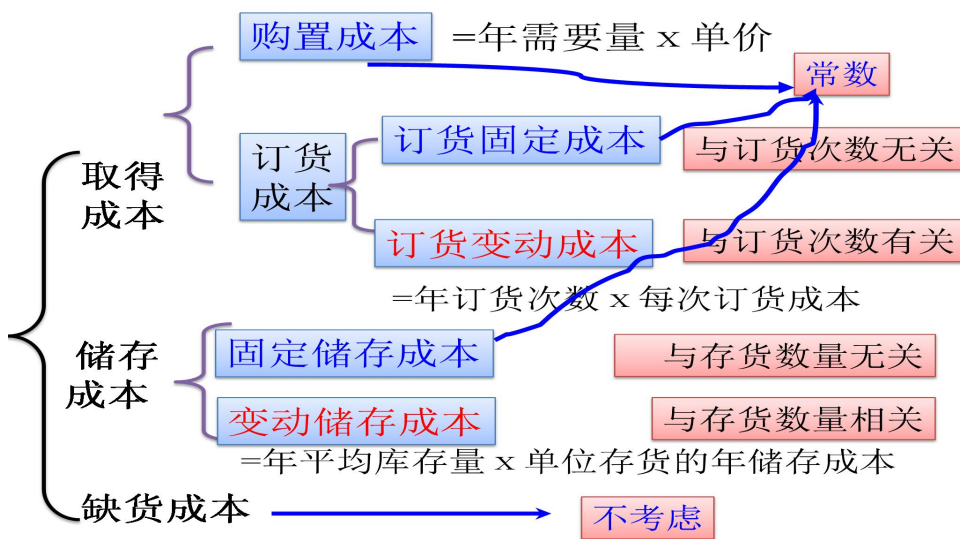 购置成本 =年需要量 x 单价
常数
订货固定成本
与订货次数无关
订货
成本
取得
成本
订货变动成本
与订货次数有关
=年订货次数 x 每次订货成本
储存
成本
固定储存成本
与存货数量无关
变动储存成本
与存货数量相关
=年平均库存量 x 单位存货的年储存成本
缺货成本
不考虑